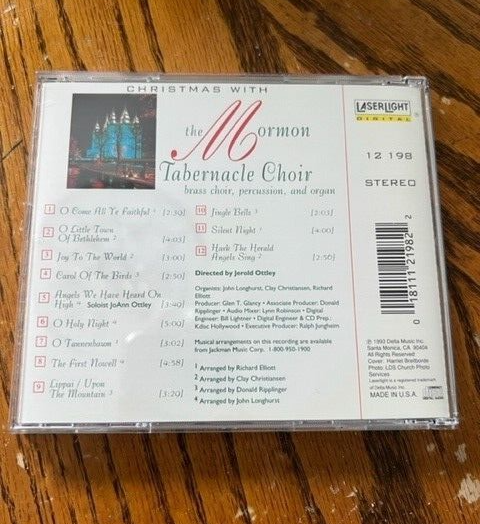 CHRISTMAS WITH
the Mormon
Tabernacle Choir
brass choir, percussion, and organ
LASERLIGHT
DIGITAL
12 198
STEREO
1 O Come All Ye Faithful 1 [2:30]
2 O Little Town
Of Bethlehem 2 [4:03]
3 Joy To The World 2 [3:00]
4 Carol Of The Birds 3 [2:50]
5 Angels We Have Heard On
High 4 Soloist JoAnn Ottley [3:40]
6 O Holy Night 4 [5:00]
7 O Tannenbaum 1 [3:02]
8 The First Nowell 4 [4:58]
9 Lippai / Upon
The Mountain 3 [3:20]
10 Jingle Bells 3 [2:03]
11 Silent Night 1 [4:00]
12 Hark The Herald
Angels Sing 2 [2:56]
Directed by Jerold Ottley
Organists: John Longhurst, Clay Christiansen, Richard
Elliott
Producer: Glen T. Glancy • Associate Producer: Donald
Ripplinger • Audio Mixer: Lynn Robinson • Digital
Engineer: Bill Lightner • Digital Engineer & CD Prep.:
Kdisc Hollywood • Executive Producer: Ralph Jungheim
Musical arrangements on this recording are available
from Jackman Music Corp. 1-800-950-1900
1 Arranged by Richard Elliott
2 Arranged by Clay Christiansen
3 Arranged by Donald Ripplinger
4 Arranged by John Longhurst
0 18111 21982 2
℗ 1993 Delta Music Inc.
Santa Monica, CA. 90404
Cover: Harriet Breitborde
Photo: LDS Church Photo
Services
Laserlight is a registered trademark
of Delta Music Inc.
MADE IN U.S.A.
COMPACT
disc
DIGITAL AUDIO